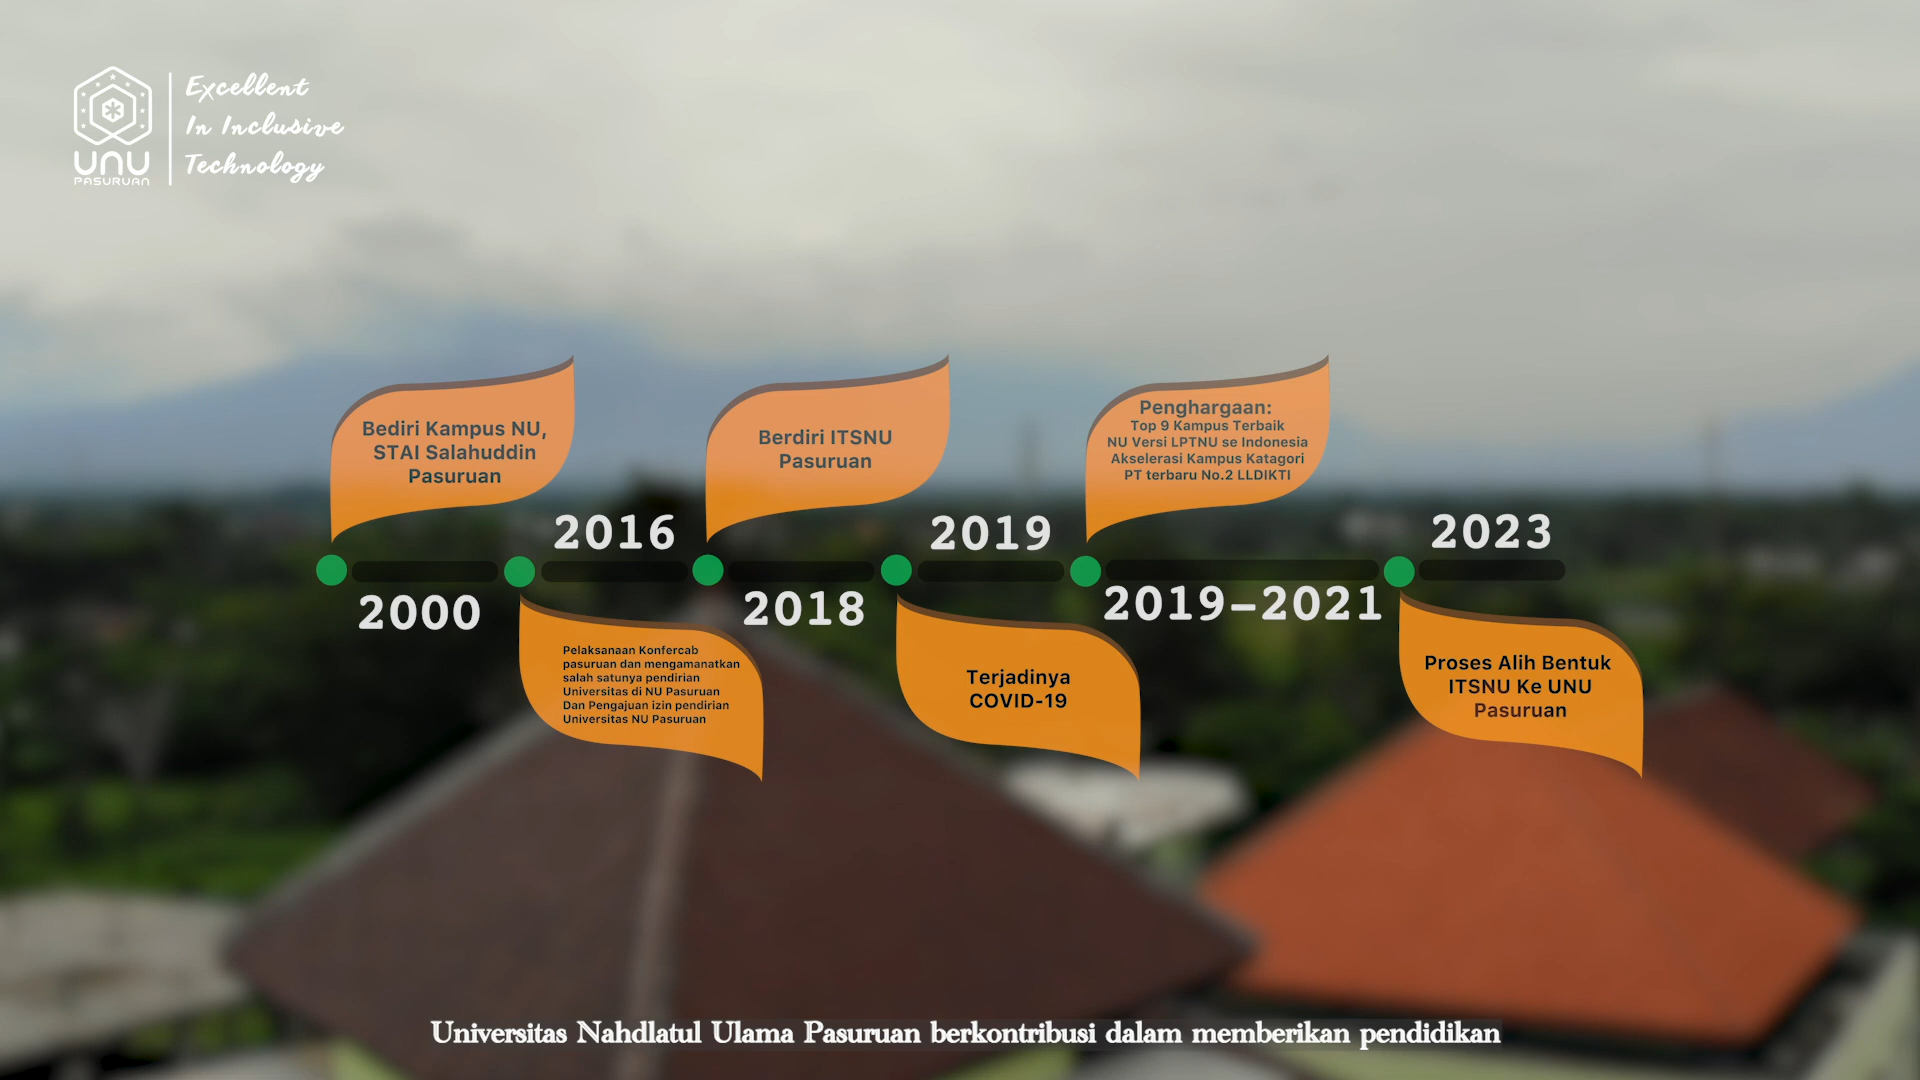 Excellent
In Inclusive
Technology
UNU
PASURUAN
Bediri Kampus NU,
STAI Salahuddin
Pasuruan
2000
2016
Pelaksanaan Konfercab
pasuruan dan mengamanatkan
salah satunya pendirian
Universitas di NU Pasuruan
Dan Pengajuan izin pendirian
Universitas NU Pasuruan
Berdiri ITSNU
Pasuruan
2018
2019
Terjadinya
COVID-19
Penghargaan:
Top 9 Kampus Terbaik
NU Versi LPTNU se Indonesia
Akselerasi Kampus Katagori
PT terbaru No.2 LLDIKTI
2019-2021
2023
Proses Alih Bentuk
ITSNU Ke UNU
Pasuruan
Universitas Nahdlatul Ulama Pasuruan berkontribusi dalam memberikan pendidikan